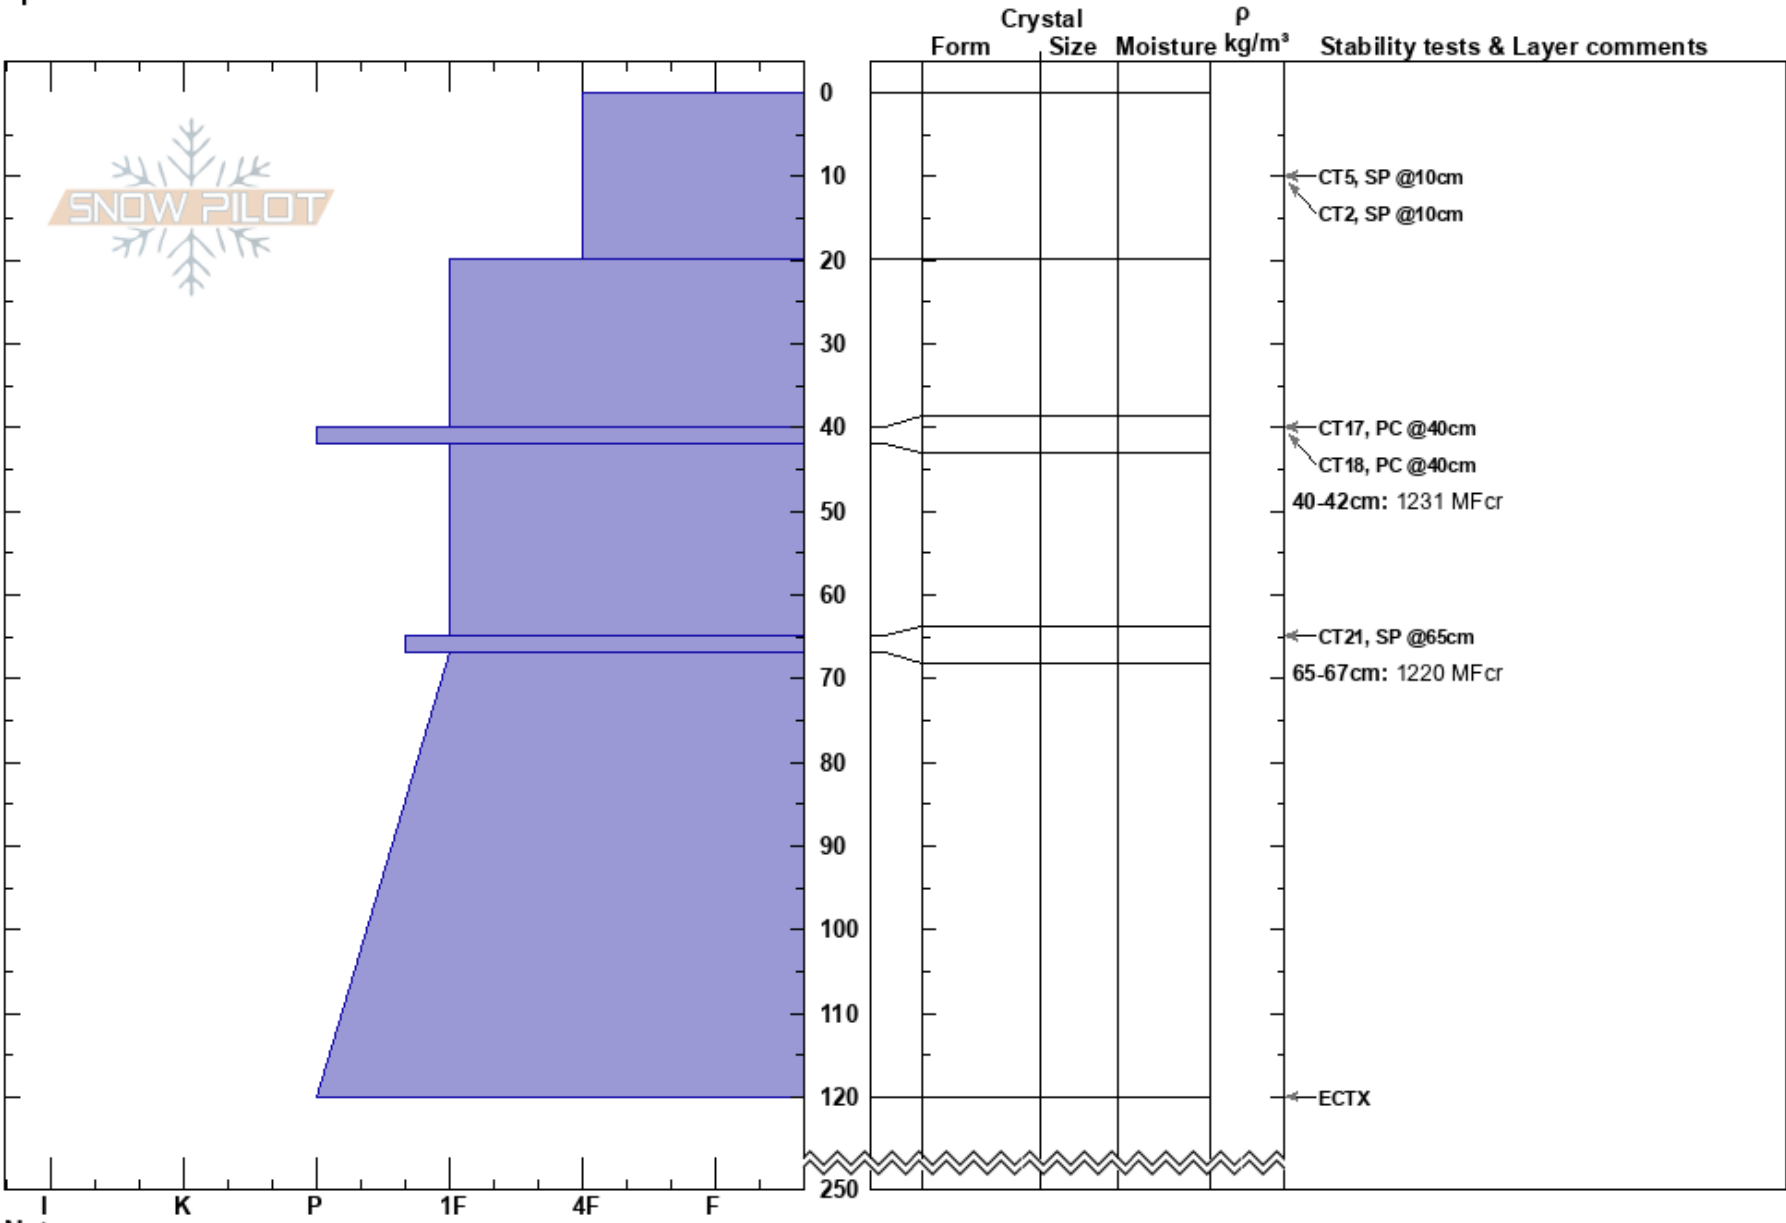 Crystal ρ
Form Size Moisture kg/m³ Stability tests & Layer comments
SNOW PILOT
0
10
20
30
40
50
60
70
80
90
100
110
120
250
CT5, SP @10cm
CT2, SP @10cm
CT17, PC @40cm
CT18, PC @40cm
40-42cm: 1231 MFcr
CT21, SP @65cm
65-67cm: 1220 MFcr
ECTX
I K P 1F 4F F